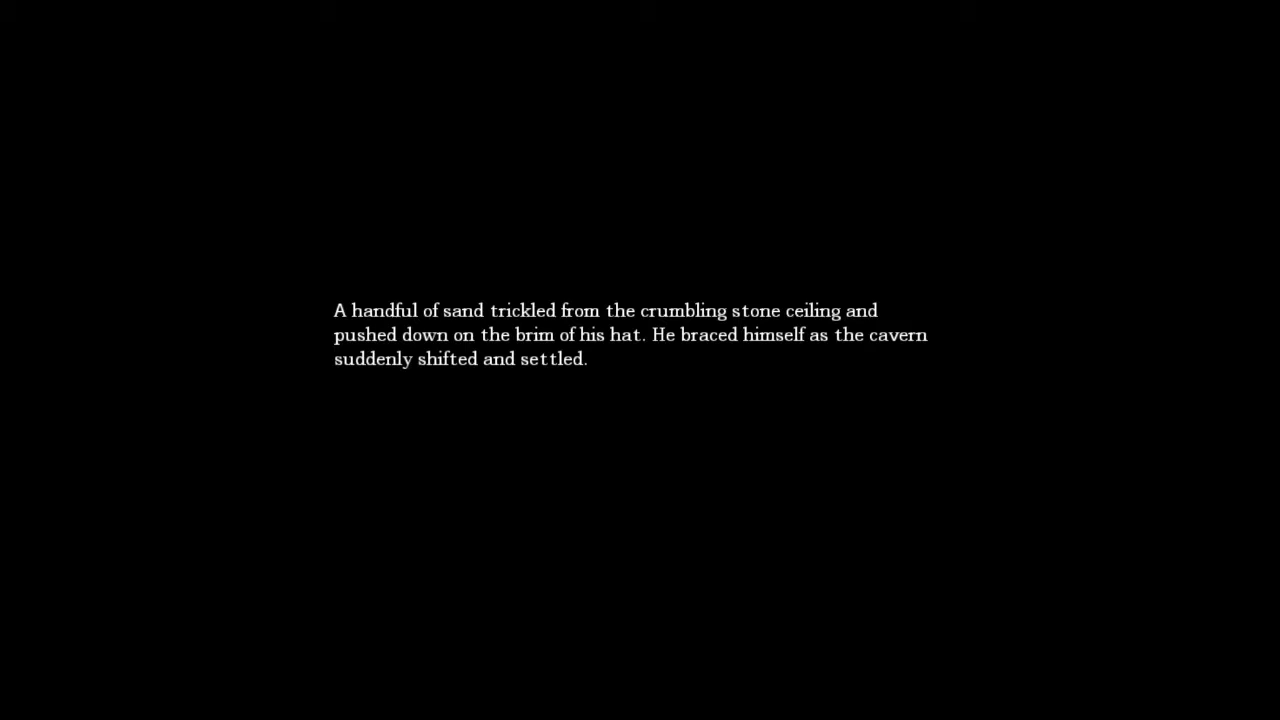 A handful of sand trickled from the crumbling stone ceiling and
pushed down on the brim of his hat. He braced himself as the cavern
suddenly shifted and settled.